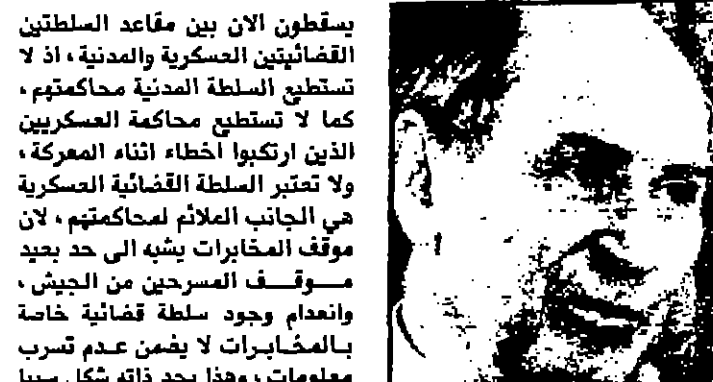 يسقطون الان بين مقاعد السلطتين
القضائيتين العسكرية والمدنية ، اذ لا
تستطيع السلطة المدنية محاكمتهم ،
كما لا تستطيع محاكمة العسكريين
الذين ارتكبوا اخطاء اثناء المعركة ،
ولا تعتبر السلطة القضائية العسكرية
هي الجانب الملائم لمحاكمتهم ، لان
موقف المخابرات يشبه الى حد بعيد
موقف المسرحين من الجيش ،
وانعدام وجود سلطة قضائية خاصة
بالمخابرات لا يضمن عدم تسرب
معلومات ، وهذا بحد ذاته شكل سببا